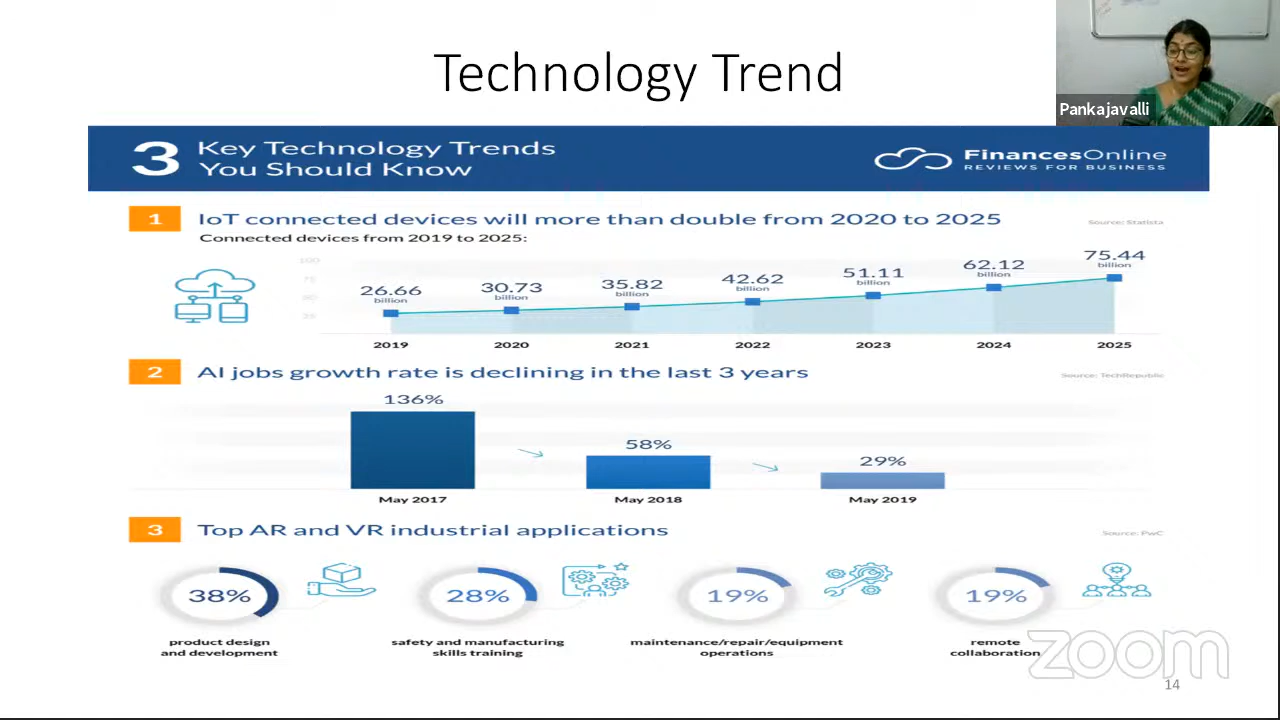 Technology Trend
Pankajavalli
3 Key Technology Trends
You Should Know
FinancesOnline
REVIEWS FOR BUSINESS
1 IoT connected devices will more than double from 2020 to 2025
Source: Statista
Connected devices from 2019 to 2025:
100
75
50
25
26.66
billion
30.73
billion
35.82
billion
42.62
billion
51.11
billion
62.12
billion
75.44
billion
2019 2020 2021 2022 2023 2024 2025
2 AI jobs growth rate is declining in the last 3 years
Source: TechRepublic
136%
58%
29%
May 2017 May 2018 May 2019
3 Top AR and VR industrial applications
Source: PwC
38%
product design
and development
28%
safety and manufacturing
skills training
19%
maintenance/repair/equipment
operations
19%
remote
collaboration
zoom
14